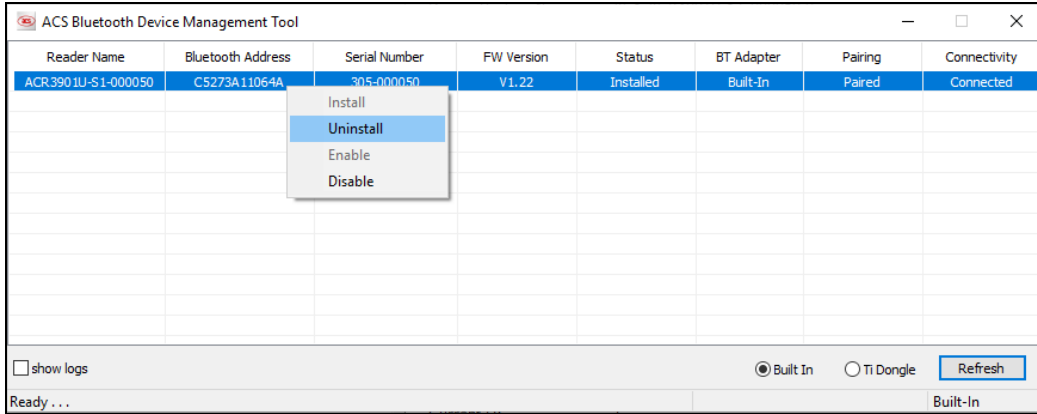 ACS Bluetooth Device Management Tool
Reader Name Bluetooth Address Serial Number FW Version Status BT Adapter Pairing Connectivity
ACR3901U-S1-000050 C5273A11064A 305-000050 V1.22 Installed Built-In Paired Connected
Install
Uninstall
Enable
Disable
show logs Built In Ti Dongle Refresh
Ready . . . Built-In